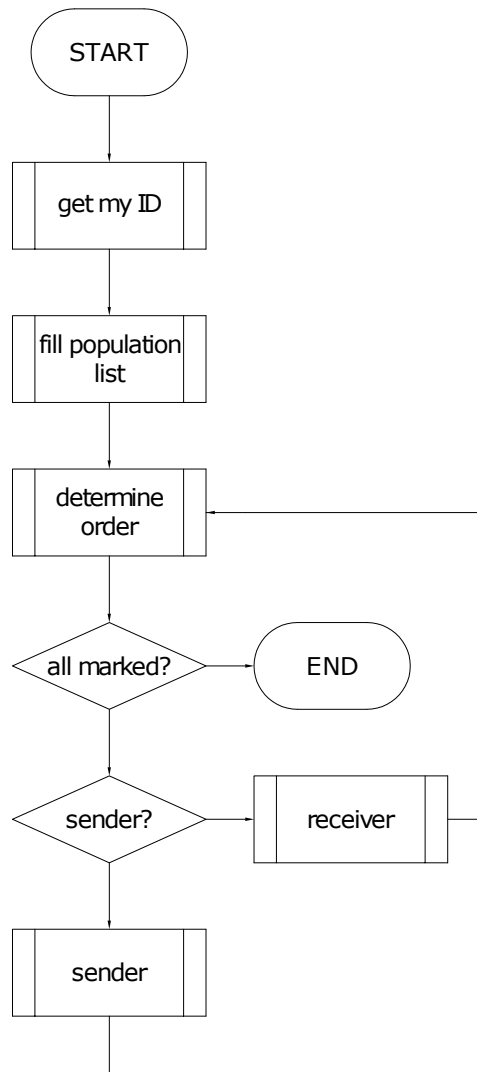 START
get my ID
fill population
list
determine
order
all marked?
END
sender?
receiver
sender